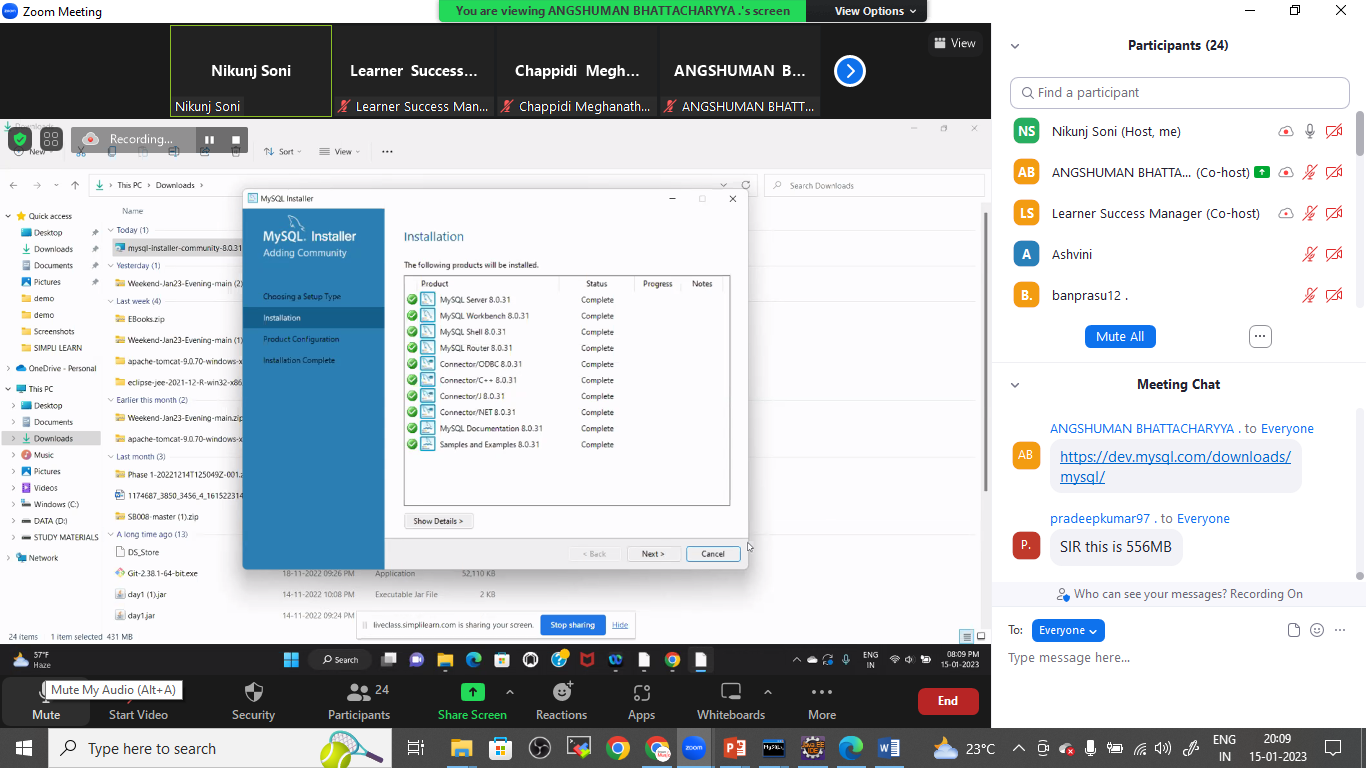 Zoom Meeting
You are viewing ANGSHUMAN BHATTACHARYYA .'s screen
View Options
Nikunj Soni
Learner Success...
Chappidi Megh...
ANGSHUMAN B...
View
Nikunj Soni
Learner Success Man...
Chappidi Meghanath...
ANGSHUMAN BHATT...
Recording...
New
Sort
View
This PC
Downloads
Search Downloads
Quick access
Desktop
Downloads
Documents
Pictures
demo
demo
Screenshots
SIMPLI LEARN
OneDrive - Personal
This PC
Desktop
Documents
Downloads
Music
Pictures
Videos
Windows (C:)
DATA (D:)
STUDY MATERIALS
Network
Name
Today (1)
mysql-installer-community-8.0.31
Yesterday (1)
Weekend-Jan23-Evening-main (2)
Last week (4)
EBooks.zip
Weekend-Jan23-Evening-main (1)
apache-tomcat-9.0.70-windows-x
eclipse-jee-2021-12-R-win32-x86
Earlier this month (2)
Weekend-Jan23-Evening-main.zip
apache-tomcat-9.0.70-windows-x
Last month (3)
Phase 1-20221214T125049Z-001.
1174687_3850_3456_4_161522314
SB008-master (1).zip
A long time ago (13)
DS_Store
Git-2.38.1-64-bit.exe 18-11-2022 09:26 PM Application 52,110 KB
day1 (1).jar 14-11-2022 10:08 PM Executable Jar File 2 KB
day1.jar 14-11-2022 09:24 PM
24 items 1 item selected 431 MB
MySQL Installer
MySQL. Installer
Adding Community
Choosing a Setup Type
Installation
Product Configuration
Installation Complete
Installation
The following products will be installed.
Product Status Progress Notes
MySQL Server 8.0.31 Complete
MySQL Workbench 8.0.31 Complete
MySQL Shell 8.0.31 Complete
MySQL Router 8.0.31 Complete
Connector/ODBC 8.0.31 Complete
Connector/C++ 8.0.31 Complete
Connector/J 8.0.31 Complete
Connector/NET 8.0.31 Complete
MySQL Documentation 8.0.31 Complete
Samples and Examples 8.0.31 Complete
Show Details >
< Back
Next >
Cancel
liveclass.simplilearn.com is sharing your screen.
Stop sharing
Hide
57°F
Haze
Search
ENG
IN
08:09 PM
15-01-2023
Mute My Audio (Alt+A)
Mute
Start Video
Security
24
Participants
Share Screen
Reactions
Apps
Whiteboards
More
End
Participants (24)
Find a participant
NS Nikunj Soni (Host, me)
AB ANGSHUMAN BHATTA... (Co-host)
LS Learner Success Manager (Co-host)
A Ashvini
B. banprasu12 .
Mute All
Meeting Chat
ANGSHUMAN BHATTACHARYYA . to Everyone
AB
https://dev.mysql.com/downloads/
mysql/
pradeepkumar97 . to Everyone
P.
SIR this is 556MB
Who can see your messages? Recording On
To: Everyone
Type message here...
Type here to search
zoom
23°C
ENG
IN
20:09
15-01-2023